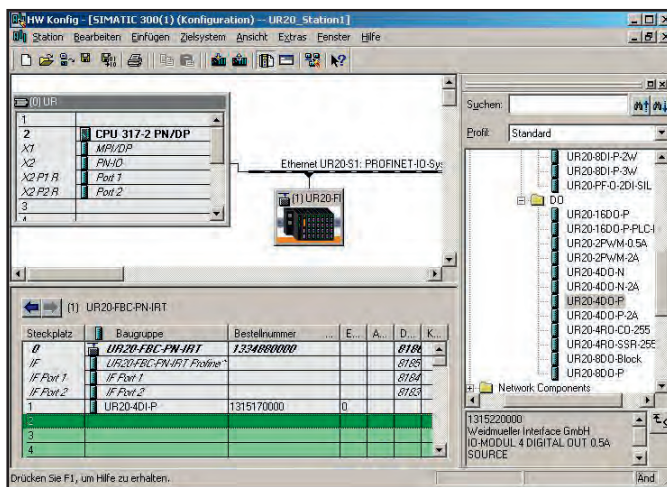 HW Konfig - [SIMATIC 300(1) (Konfiguration) -- UR20_Station1]
Station Bearbeiten Einfügen Zielsystem Ansicht Extras Fenster Hilfe
(0) UR
1
2 CPU 317-2 PN/DP
X1 MPI/DP
X2 PN-IO
X2 P1 R Port 1
X2 P2 R Port 2
3
4
Ethernet UR20-S1: PROFINET-IO-Sys
(1) UR20-F
Suchen:
Profil: Standard
UR20-8DI-P-2W
UR20-8DI-P-3W
UR20-PF-O-2DI-SIL
DO
UR20-16DO-P
UR20-16DO-P-PLC-I
UR20-2PWM-0.5A
UR20-2PWM-2A
UR20-4DO-N
UR20-4DO-N-2A
UR20-4DO-P
UR20-4DO-P-2A
UR20-4RO-CO-255
UR20-4RO-SSR-255
UR20-8DO-Block
UR20-8DO-P
Network Components
1315220000
Weidmueller Interface GmbH
IO-MODUL 4 DIGITAL OUT 0.5A
SOURCE
(1) UR20-FBC-PN-IRT
Steckplatz Baugruppe Bestellnummer ... E... A... D... K...
0 UR20-FBC-PN-IRT 1334880000 8186
IF UR20-FBC-PN-IRT Profine 8185
IF Port 1 IF Port 1 8184
IF Port 2 IF Port 2 8183
1 UR20-4DI-P 1315170000 0
2
3
4
Drücken Sie F1, um Hilfe zu erhalten.
Änd